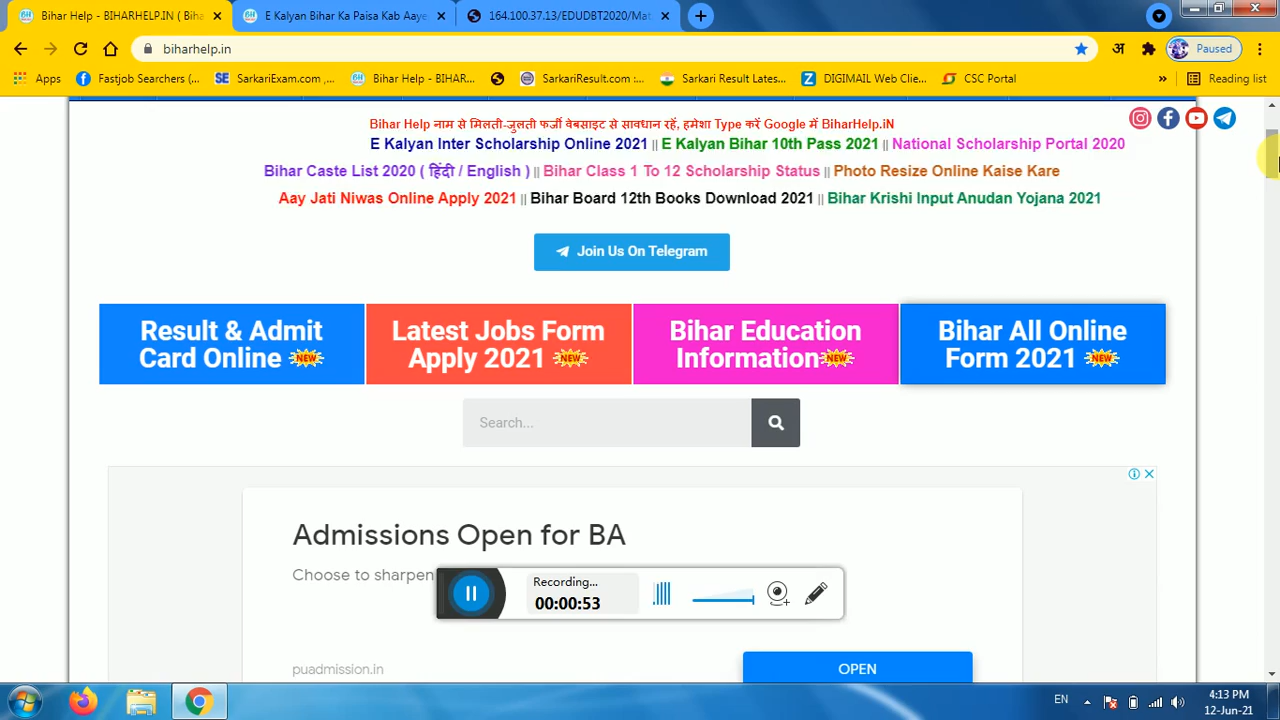 Bihar Help - BIHARHELP.IN ( Biha
E Kalyan Bihar Ka Paisa Kab Aaye
164.100.37.13/EDUDBT2020/Mat
biharhelp.in
अ
Paused
Apps
Fastjob Searchers (...
SarkariExam.com ,...
Bihar Help - BIHAR...
SarkariResult.com :...
Sarkari Result Lates...
DIGIMAIL Web Clie...
CSC Portal
»
Reading list
Bihar Help नाम से मिलती-जुलती फर्जी वेबसाइट से सावधान रहें, हमेशा Type करें Google में BiharHelp.iN
E Kalyan Inter Scholarship Online 2021 || E Kalyan Bihar 10th Pass 2021 || National Scholarship Portal 2020
Bihar Caste List 2020 ( हिंदी / English ) || Bihar Class 1 To 12 Scholarship Status || Photo Resize Online Kaise Kare
Aay Jati Niwas Online Apply 2021 || Bihar Board 12th Books Download 2021 || Bihar Krishi Input Anudan Yojana 2021
Join Us On Telegram
Result & Admit
Card Online NEW
Latest Jobs Form
Apply 2021 NEW
Bihar Education
Information NEW
Bihar All Online
Form 2021 NEW
Search...
Admissions Open for BA
Choose to sharpen
Recording...
00:00:53
puadmission.in
OPEN
EN
4:13 PM
12-Jun-21